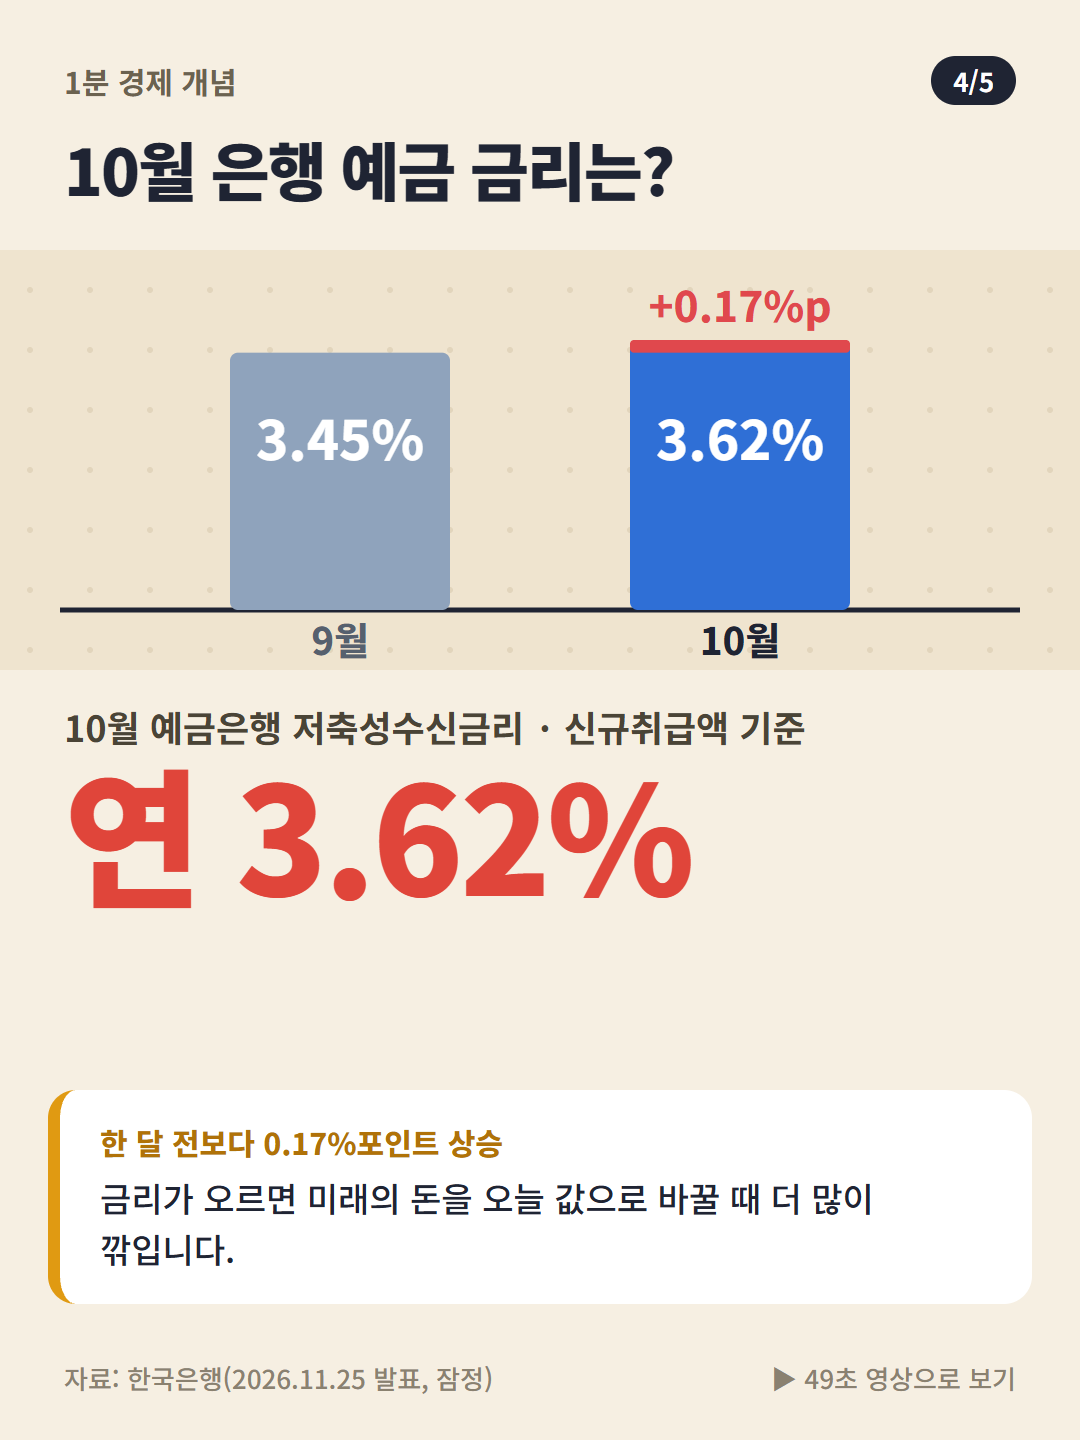 1분 경제 개념
4/5
10월 은행 예금 금리는?
+0.17%p
3.45%
3.62%
9월
10월
10월 예금은행 저축성수신금리 · 신규취급액 기준
연 3.62%
한 달 전보다 0.17%포인트 상승
금리가 오르면 미래의 돈을 오늘 값으로 바꿀 때 더 많이
깎입니다.
자료: 한국은행(2026.11.25 발표, 잠정)
▶ 49초 영상으로 보기